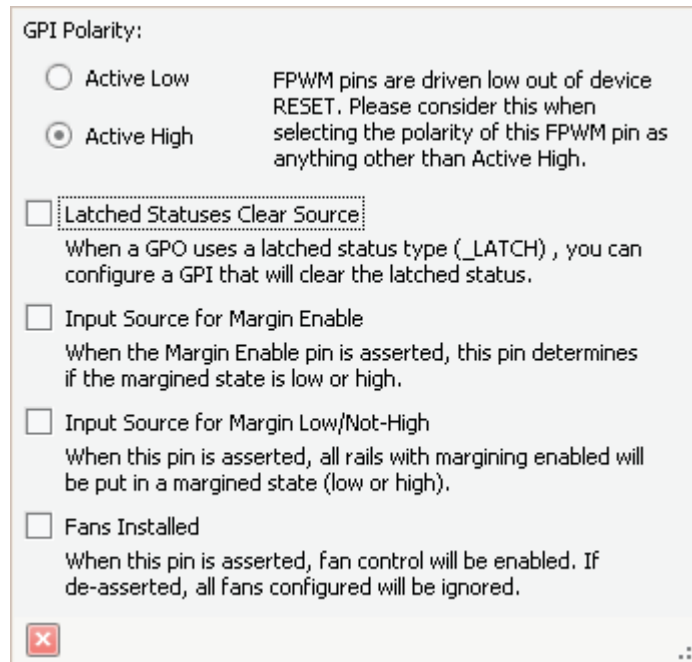 GPI Polarity:
Active Low
Active High
FPWM pins are driven low out of device
RESET. Please consider this when
selecting the polarity of this FPWM pin as
anything other than Active High.
Latched Statuses Clear Source
When a GPO uses a latched status type (_LATCH) , you can
configure a GPI that will clear the latched status.
Input Source for Margin Enable
When the Margin Enable pin is asserted, this pin determines
if the margined state is low or high.
Input Source for Margin Low/Not-High
When this pin is asserted, all rails with margining enabled will
be put in a margined state (low or high).
Fans Installed
When this pin is asserted, fan control will be enabled. If
de-asserted, all fans configured will be ignored.